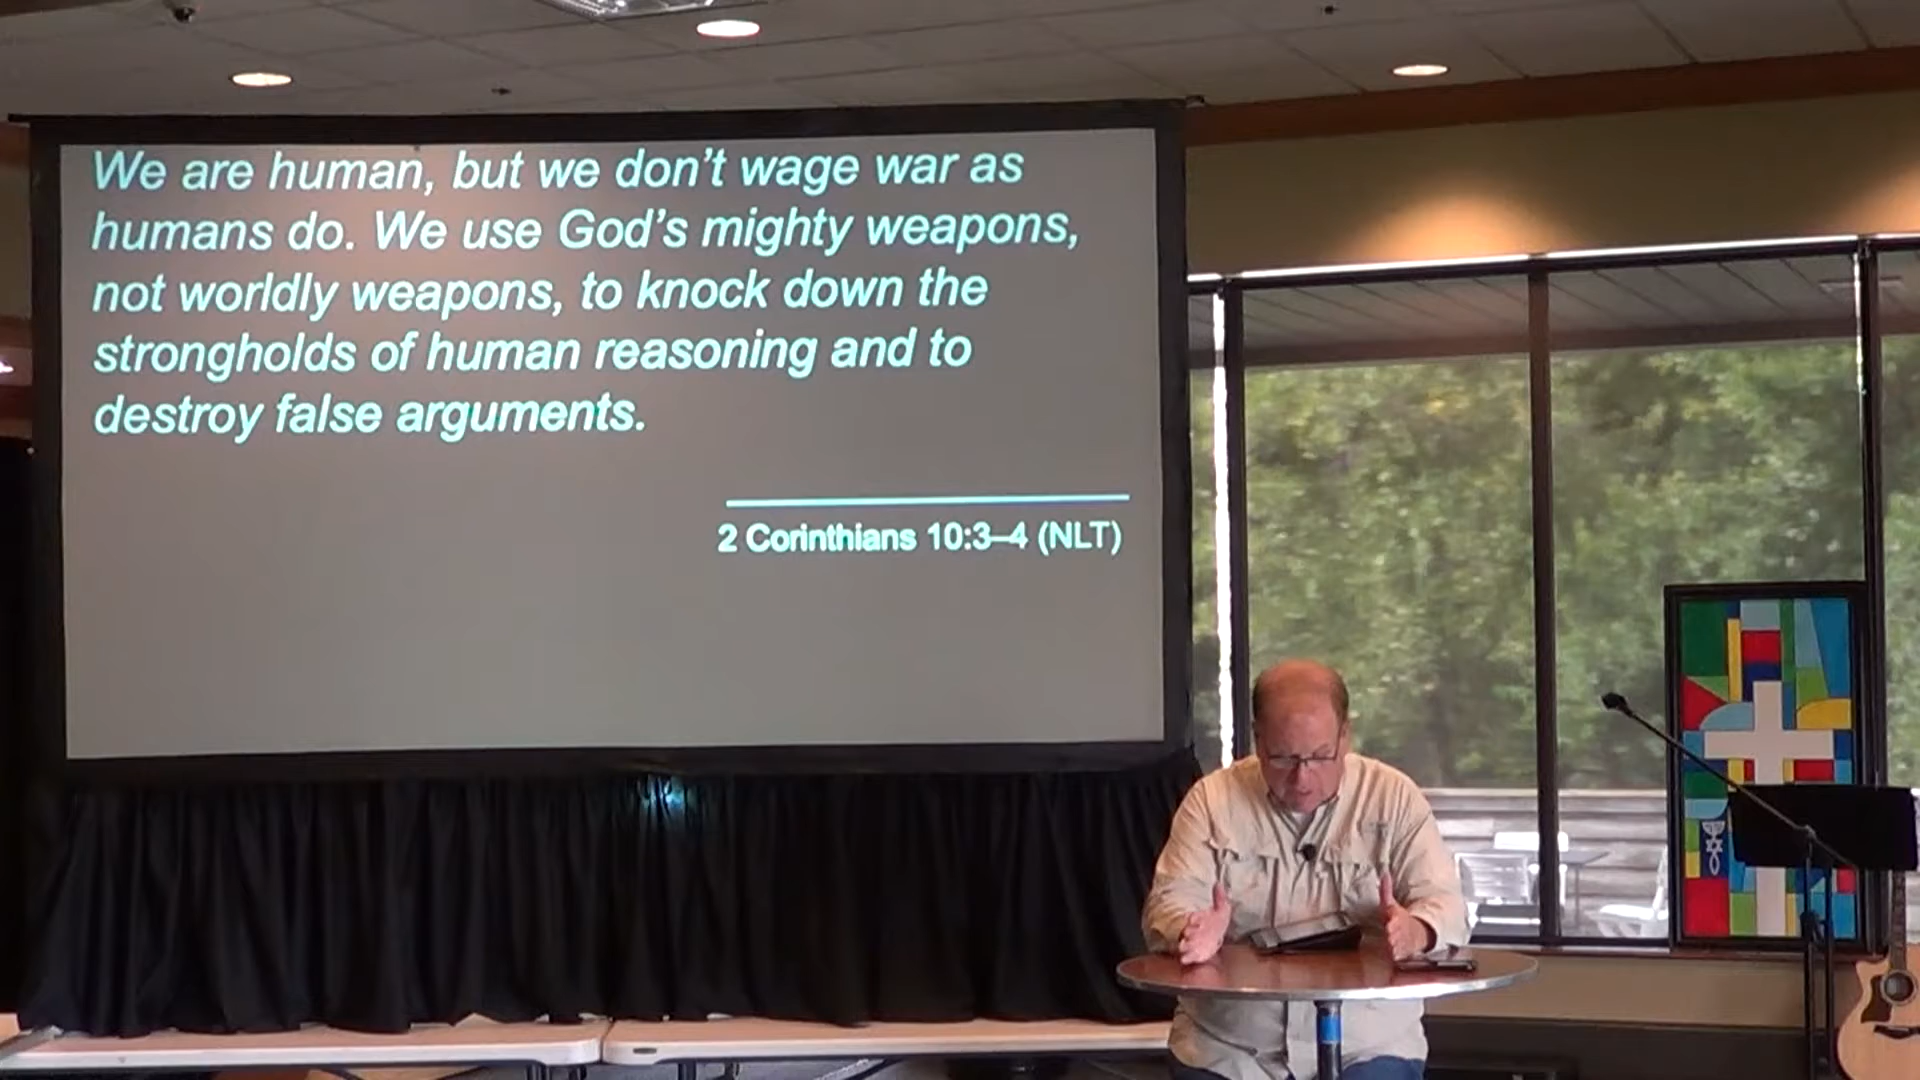 We are human, but we don’t wage war as
humans do. We use God’s mighty weapons,
not worldly weapons, to knock down the
strongholds of human reasoning and to
destroy false arguments.
2 Corinthians 10:3–4 (NLT)